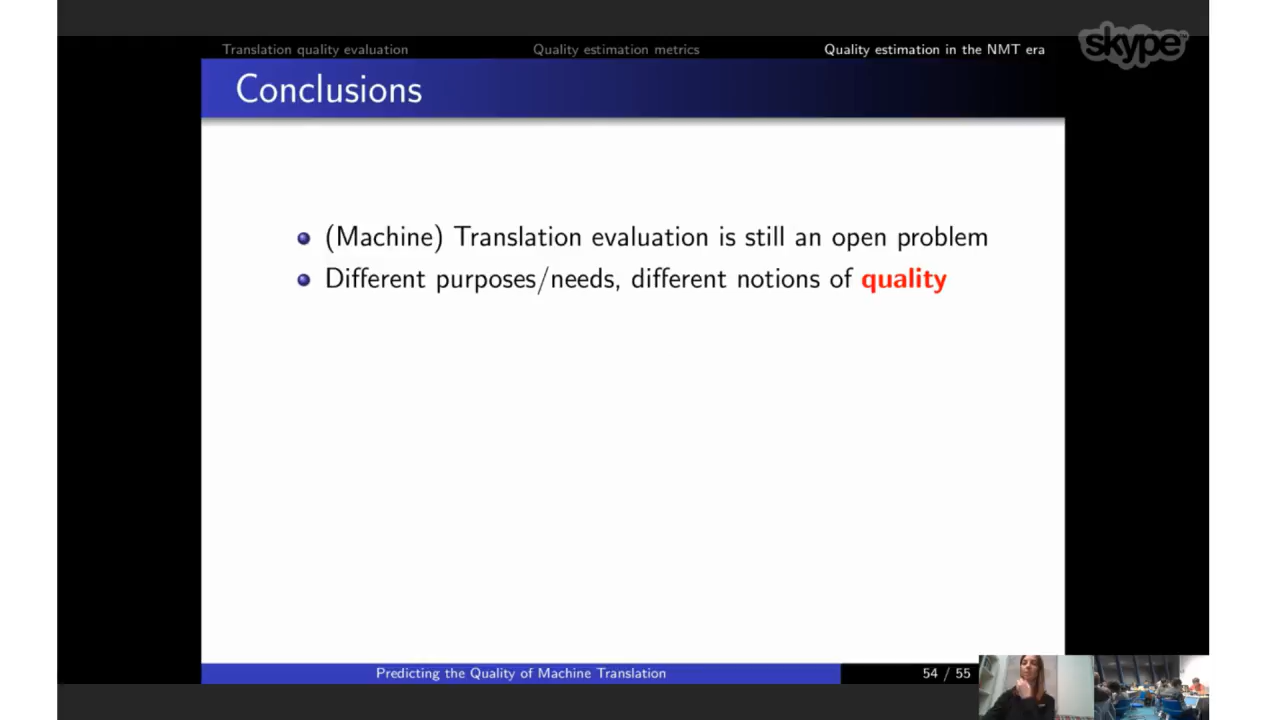 Translation quality evaluation Quality estimation metrics Quality estimation in the NMT era
skype™
Conclusions
(Machine) Translation evaluation is still an open problem
Different purposes/needs, different notions of quality
Predicting the Quality of Machine Translation 54 / 55